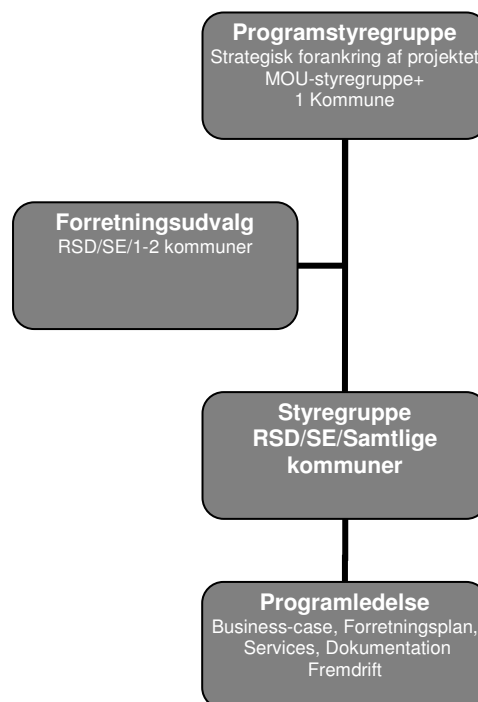 Programstyregruppe
Strategisk forankring af projektet
MOU-styregruppe+
1 Kommune
Forretningsudvalg
RSD/SE/1-2 kommuner
Styregruppe
RSD/SE/Samtlige
kommuner
Programledelse
Business-case, Forretningsplan,
Services, Dokumentation
Fremdrift